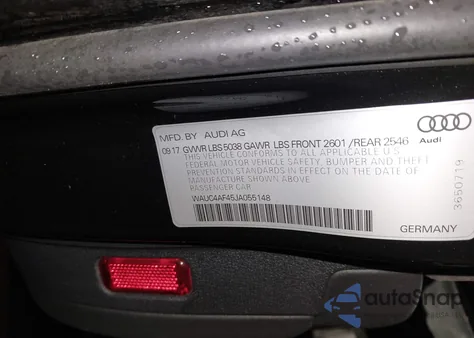 MFD. BY AUDI AG
09.17 GVWR LBS 5038 GAWR LBS FRONT 2601 /REAR 2546
THIS VEHICLE CONFORMS TO ALL APPLICABLE U.S
FEDERAL MOTOR VEHICLE SAFETY, BUMPER AND THEFT
PREVENTION STANDARDS IN EFFECT ON THE DATE OF
MANUFACTURE SHOWN ABOVE.
PASSENGER CAR
WAUC4AF45JA055148
Audi
3650719
GERMANY
autoSnap